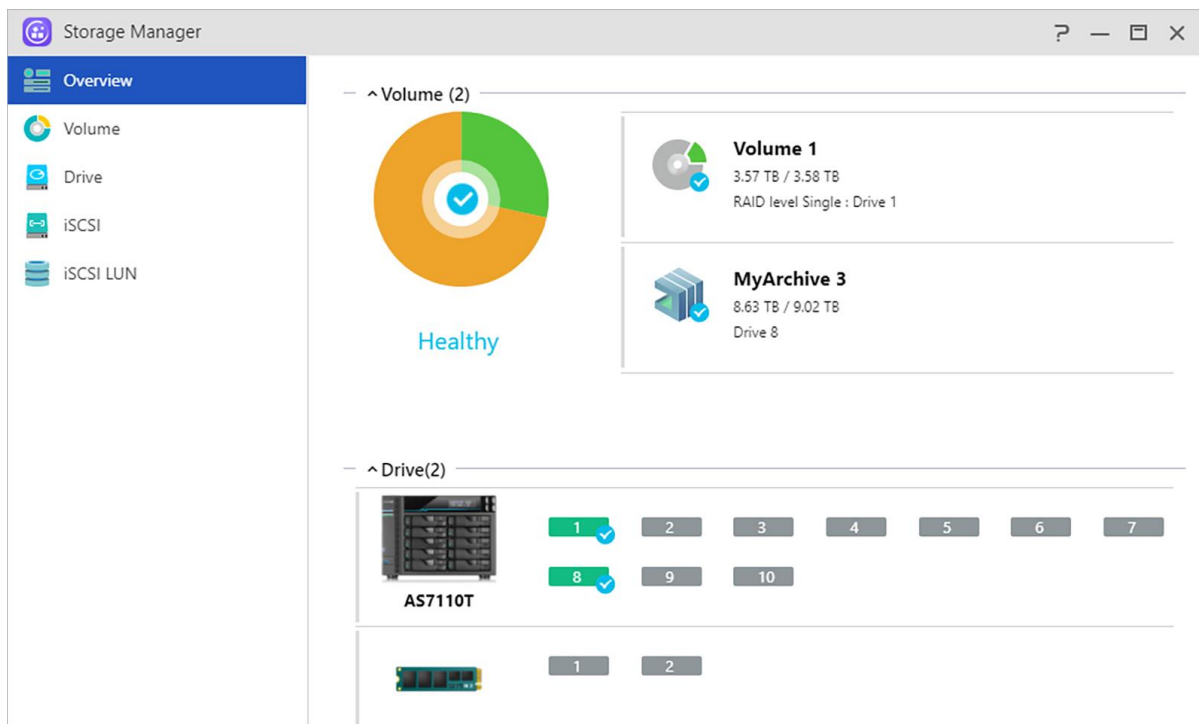 Storage Manager
Overview
Volume
Drive
iSCSI
iSCSI LUN
Volume (2)
Healthy
Volume 1
3.57 TB / 3.58 TB
RAID level Single : Drive 1
MyArchive 3
8.63 TB / 9.02 TB
Drive 8
Drive(2)
1 2 3 4 5 6 7
8 9 10
AS7110T
1 2